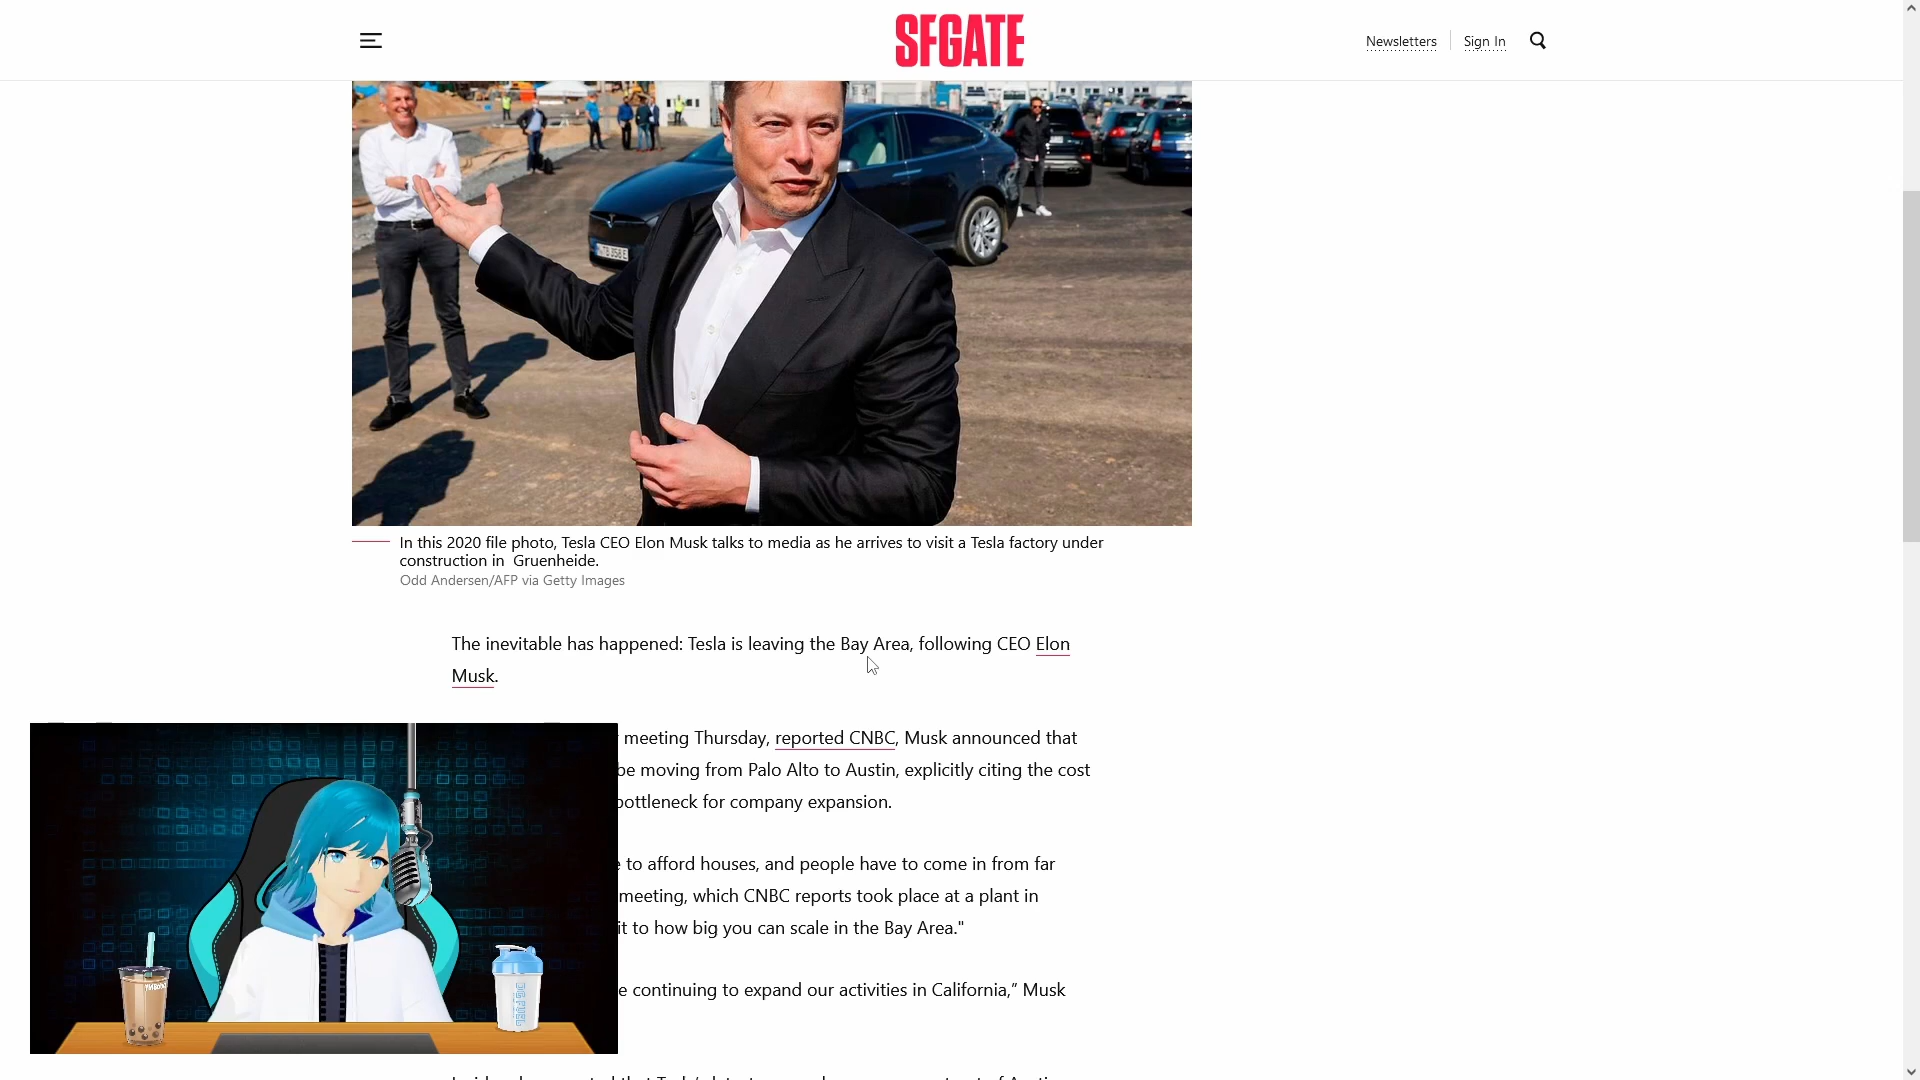 SFGATE
Newsletters
Sign In
In this 2020 file photo, Tesla CEO Elon Musk talks to media as he arrives to visit a Tesla factory under
construction in Gruenheide.
Odd Andersen/AFP via Getty Images
The inevitable has happened: Tesla is leaving the Bay Area, following CEO Elon
Musk.
meeting Thursday, reported CNBC, Musk announced that
be moving from Palo Alto to Austin, explicitly citing the cost
bottleneck for company expansion.
to afford houses, and people have to come in from far
meeting, which CNBC reports took place at a plant in
it to how big you can scale in the Bay Area."
continuing to expand our activities in California,” Musk